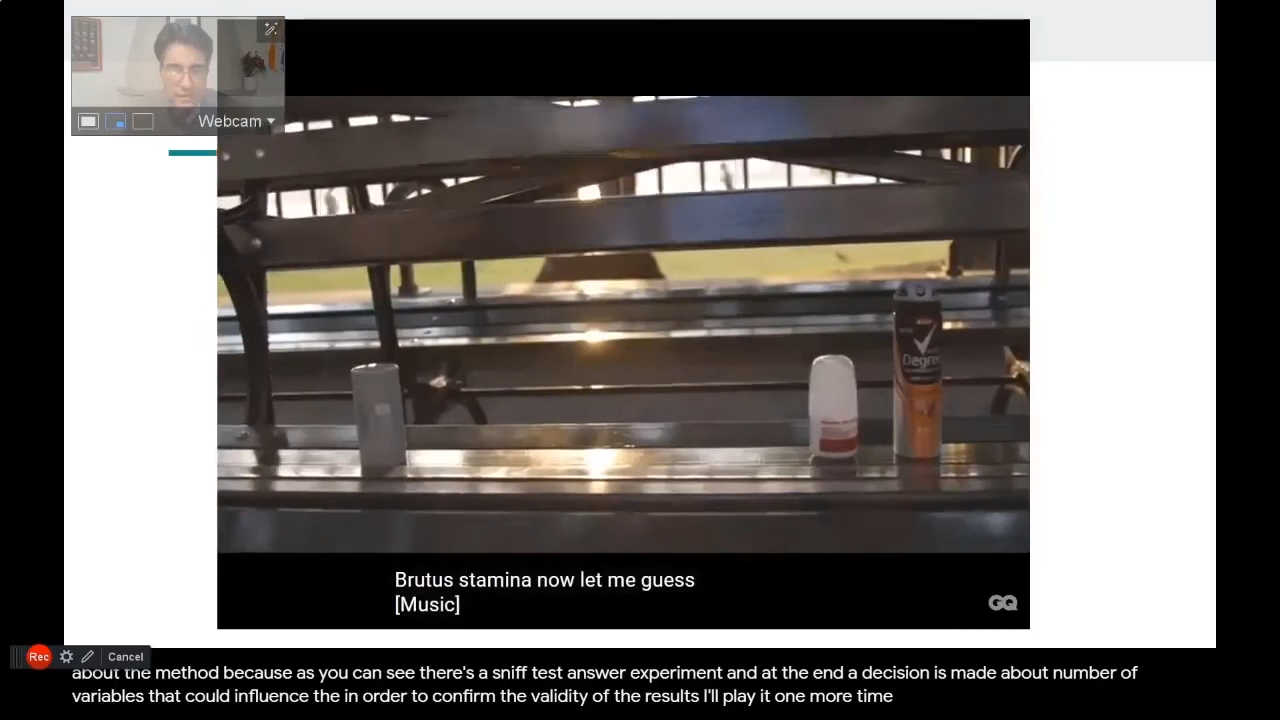 Webcam
Degree
Brutus stamina now let me guess
[Music]
GQ
Rec
Cancel
about the method because as you can see there's a sniff test answer experiment and at the end a decision is made about number of
variables that could influence the in order to confirm the validity of the results I'll play it one more time